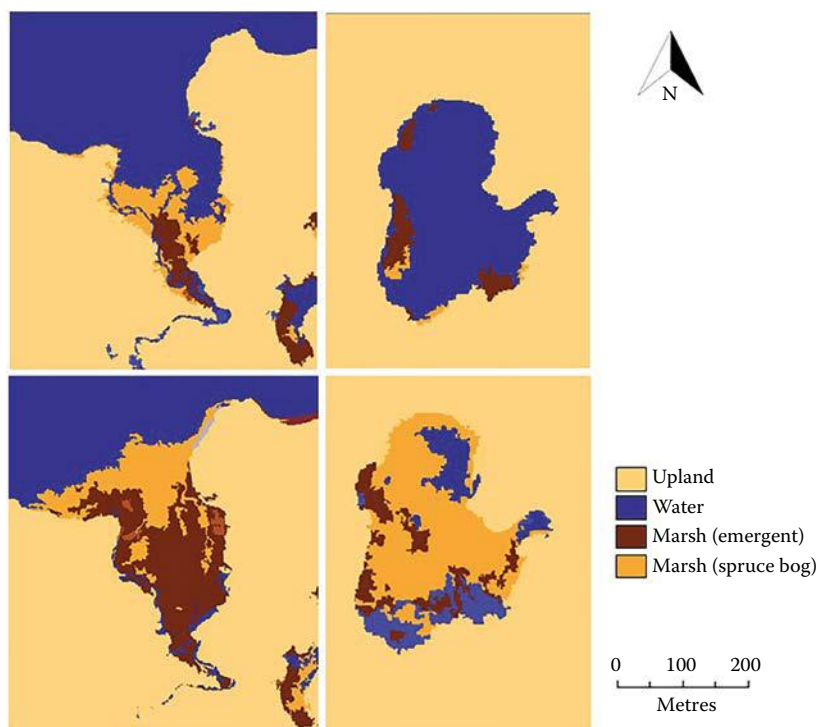 N
Upland
Water
Marsh (emergent)
Marsh (spruce bog)
0 100 200
Metres